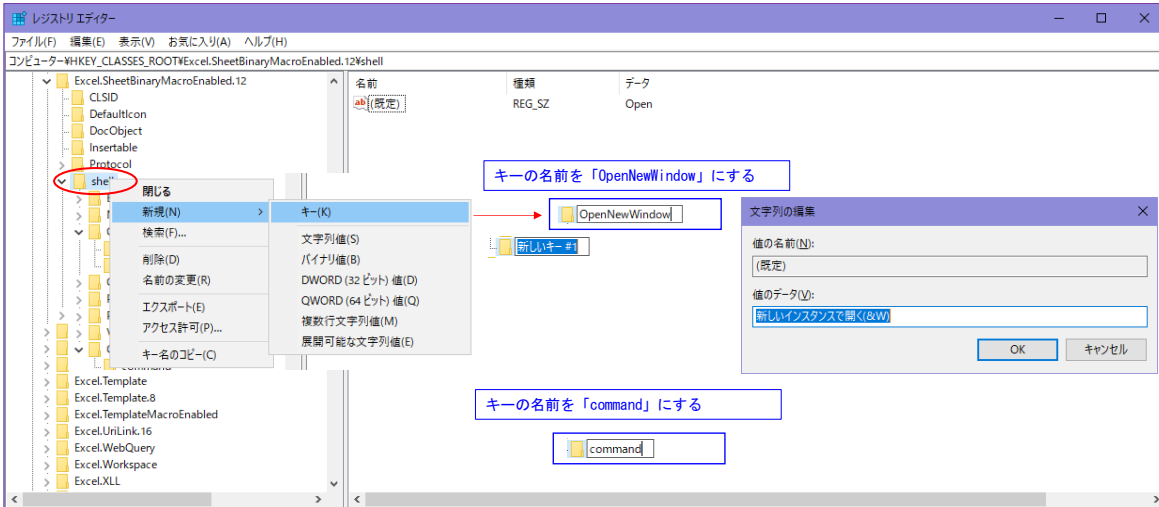 レジストリ エディター
ファイル(F) 編集(E) 表示(V) お気に入り(A) ヘルプ(H)
コンピューター¥HKEY_CLASSES_ROOT¥Excel.SheetBinaryMacroEnabled.12¥shell
Excel.SheetBinaryMacroEnabled.12
CLSID
DefaultIcon
DocObject
Insertable
Protocol
shell
Excel.Template
Excel.Template.8
Excel.TemplateMacroEnabled
Excel.UriLink.16
Excel.WebQuery
Excel.Workspace
Excel.XLL
閉じる
新規(N)
検索(F)...
削除(D)
名前の変更(R)
エクスポート(E)
アクセス許可(P)...
キー名のコピー(C)
キー(K)
文字列値(S)
バイナリ値(B)
DWORD (32 ビット) 値(D)
QWORD (64 ビット) 値(Q)
複数行文字列値(M)
展開可能な文字列値(E)
名前 種類 データ
ab (既定) REG_SZ Open
キーの名前を「OpenNewWindow」にする
OpenNewWindow
新しいキー #1
キーの名前を「command」にする
command
文字列の編集
値の名前(N):
(既定)
値のデータ(V):
新しいインスタンスで開く(&W)
OK キャンセル